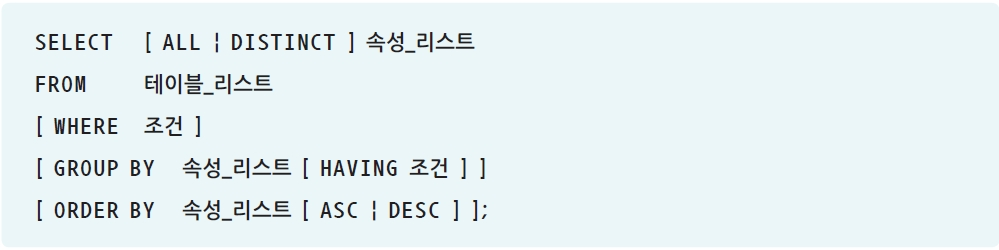 SELECT [ ALL ¦ DISTINCT ] 속성_리스트
FROM 테이블_리스트
[ WHERE 조건 ]
[ GROUP BY 속성_리스트 [ HAVING 조건 ] ]
[ ORDER BY 속성_리스트 [ ASC ¦ DESC ] ];